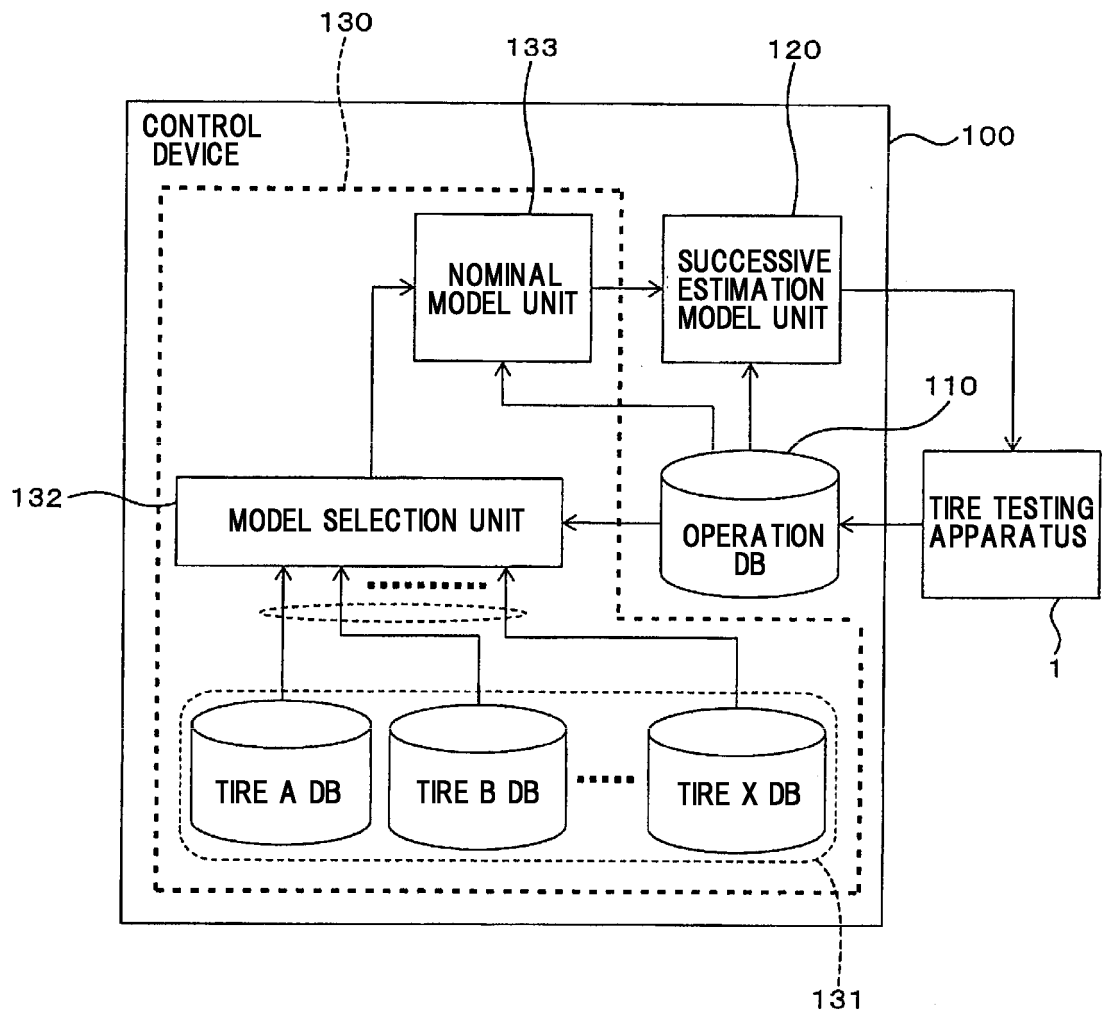 130
133
120
CONTROL
DEVICE
100
NOMINAL
MODEL UNIT
SUCCESSIVE
ESTIMATION
MODEL UNIT
110
132
MODEL SELECTION UNIT
OPERATION
DB
TIRE TESTING
APPARATUS
1
TIRE A DB
TIRE B DB
TIRE X DB
131